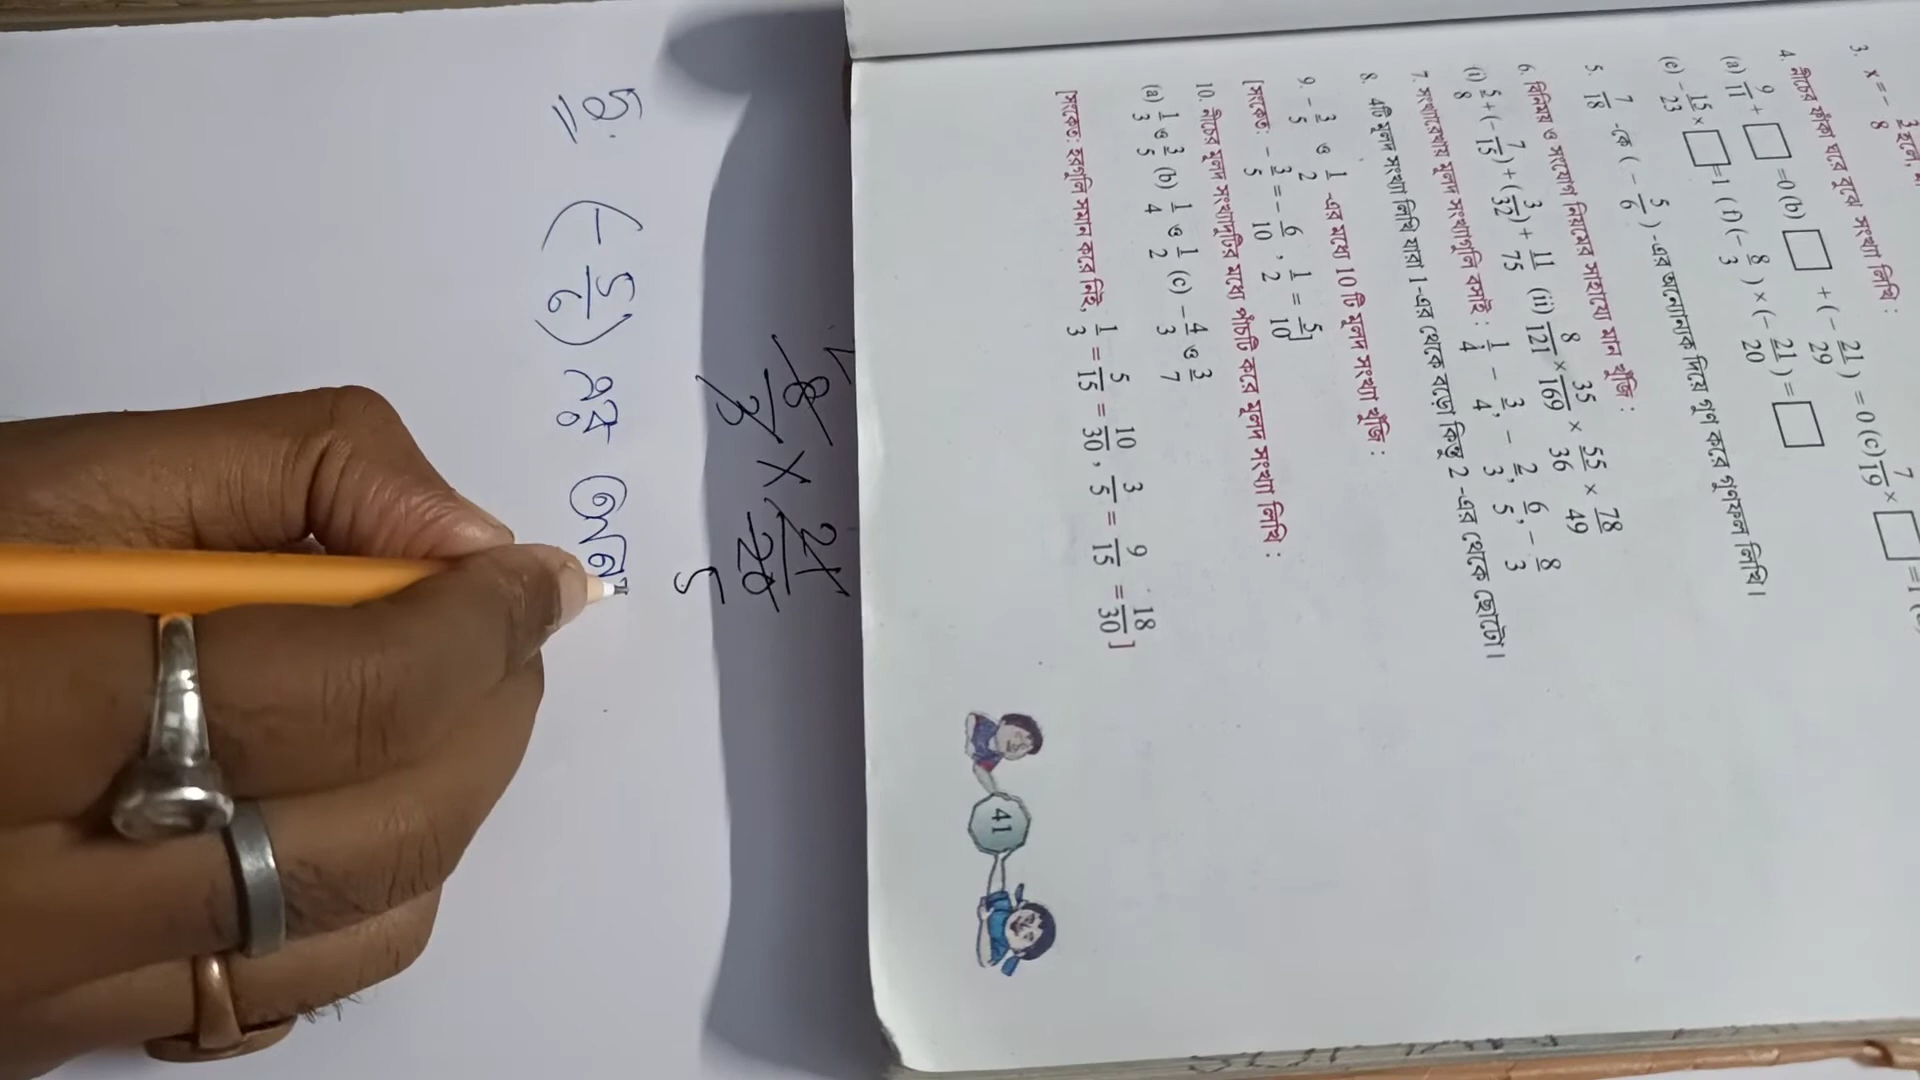 3. x = - 3/8 হলে,
4. নীচের ফাঁকা ঘরে বুঝে সংখ্যা লিখি :
(a) 9/11 + □ = 0 (b) □ + (- 21/29) = 0 (c) 7/19 × □ = 1
(e) - 15/23 × □ = 1 (f) (- 8/3) × (- 21/20) = □
5. 7/18 -কে (- 5/6) -এর অন্যোন্যক দিয়ে গুণ করে গুণফল লিখি।
6. বিনিময় ও সংযোগ নিয়মের সাহায্যে মান খুঁজি :
(i) 5/8 + (- 7/15) + (3/32) + 11/75 (ii) 8/121 × 35/169 × 55/36 × 78/49
7. সংখ্যারেখায় মূলদ সংখ্যাগুলি বসাই : 1/4, - 3/4, - 2/3, 6/5, - 8/3
8. 4টি মূলদ সংখ্যা লিখি যারা 1-এর থেকে বড়ো কিন্তু 2 -এর থেকে ছোটো।
9. - 3/5 ও 1/2 -এর মধ্যে 10 টি মূলদ সংখ্যা খুঁজি :
[সংকেত: - 3/5 = - 6/10, 1/2 = 5/10]
10. নীচের মূলদ সংখ্যাদুটির মধ্যে পাঁচটি করে মূলদ সংখ্যা লিখি :
(a) 1/3 ও 3/5 (b) 1/4 ও 1/2 (c) - 4/3 ও 3/7
[সংকেত: হরগুলি সমান করে নিই, 1/3 = 5/15 = 10/30, 3/5 = 9/15 = 18/30]
41
8/3 × 21/20
5
(- 5/6) এর